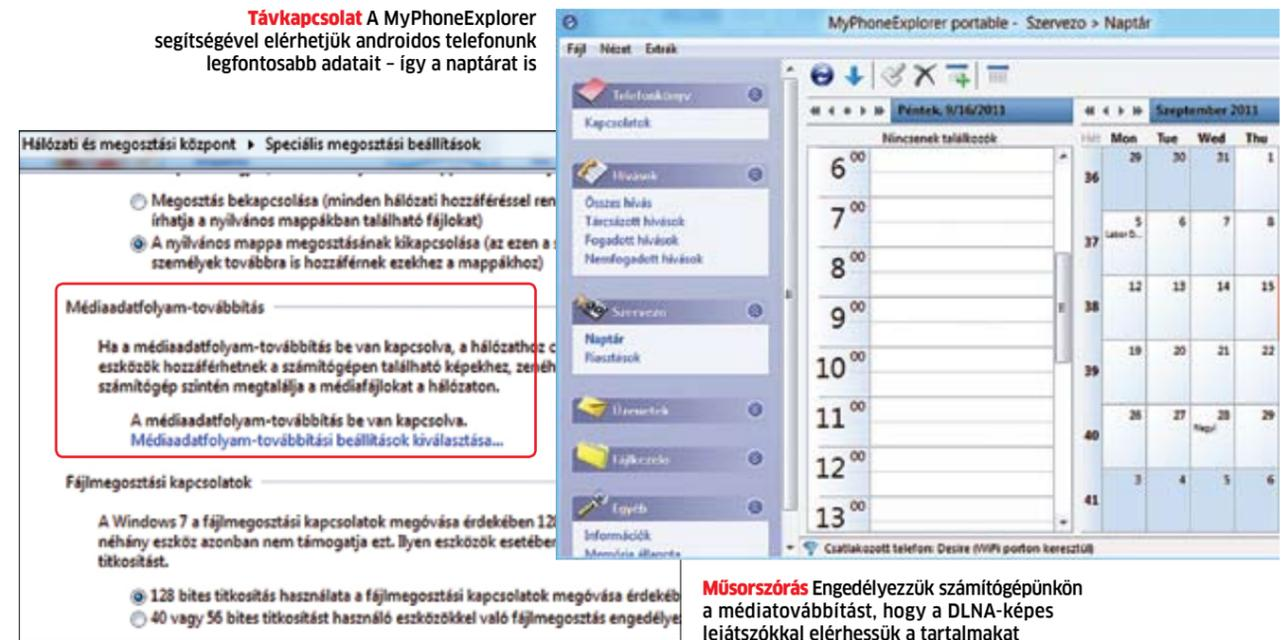 Távkapcsolat A MyPhoneExplorer
segítségével elérhetjük androidos telefonunk
legfontosabb adatait – így a naptárat is
Hálózati és megosztási központ ▸ Speciális megosztási beállítások
Megosztás bekapcsolása (minden hálózati hozzáféréssel ren
írhatja a nyilvános mappákban található fájlokat)
A nyilvános mappa megosztásának kikapcsolása (az ezen a s
személyek továbbra is hozzáférnek ezekhez a mappákhoz)
Médiaadatfolyam-továbbítás
Ha a médiaadatfolyam-továbbítás be van kapcsolva, a hálózathoz c
eszközök hozzáférhetnek a számítógépen található képekhez, zenéh
számítógép szintén megtalálja a médiafájlokat a hálózaton.
A médiaadatfolyam-továbbítás be van kapcsolva.
Médiaadatfolyam-továbbítási beállítások kiválasztása...
Fájlmegosztási kapcsolatok
A Windows 7 a fájlmegosztási kapcsolatok megóvása érdekében 12
néhány eszköz azonban nem támogatja ezt. Ilyen eszközök esetében
titkosítást.
128 bites titkosítás használata a fájlmegosztási kapcsolatok megóvása érdekéb
40 vagy 56 bites titkosítást használó eszközökkel való fájlmegosztás engedélye
MyPhoneExplorer portable - Szervezo > Naptár
Fájl Nézet Extrák
Telefonkönyv
Kapcsolatok
Hívások
Összes hívás
Tárcsázott hívások
Fogadott hívások
Nemfogadott hívások
Szervezo
Naptár
Riasztások
Üzenetek
Fájlkezelo
Egyéb
Információk
Memória állapota
Péntek, 9/16/2011
Nincsenek találkozók
6 00
7 00
8 00
9 00
10 00
11 00
12 00
13 00
Szeptember 2011
Mon Tue Wed Thu
36 29 30 31 1
37 5 6 7 8
Labor D...
38 12 13 14 15
39 19 20 21 22
40 26 27 28 29
41 3 4 5 6
Csatlakozott telefon: Desire (WiFi porton keresztül)
Műsorszórás Engedélyezzük számítógépünkön
a médiatovábbítást, hogy a DLNA-képes
lejátszókkal elérhessük a tartalmakat